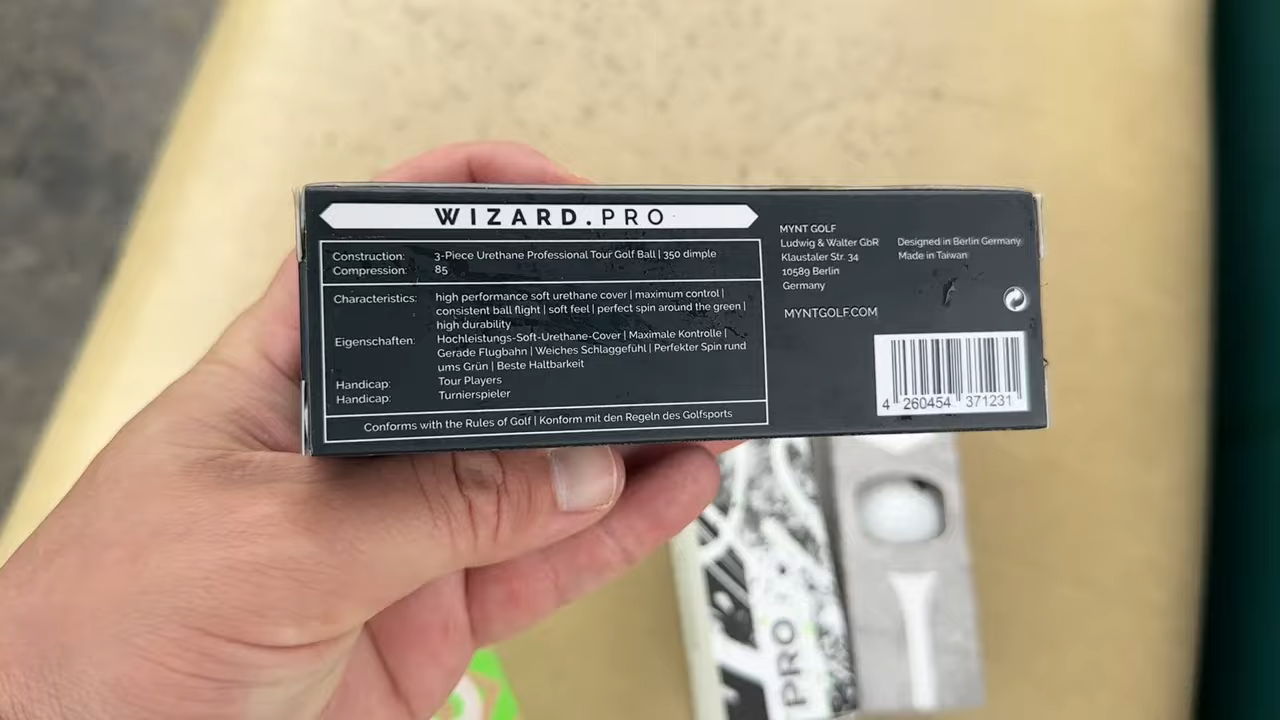 WIZARD.PRO
Construction: 3-Piece Urethane Professional Tour Golf Ball | 350 dimple
Compression: 85
Characteristics: high performance soft urethane cover | maximum control |
consistent ball flight | soft feel | perfect spin around the green |
high durability
Eigenschaften: Hochleistungs-Soft-Urethane-Cover | Maximale Kontrolle |
Gerade Flugbahn | Weiches Schlaggefühl | Perfekter Spin rund
ums Grün | Beste Haltbarkeit
Handicap: Tour Players
Handicap: Turnierspieler
Conforms with the Rules of Golf | Konform mit den Regeln des Golfsports
MYNT GOLF
Ludwig & Walter GbR
Klaustaler Str. 34
10589 Berlin
Germany
MYNTGOLF.COM
Designed in Berlin Germany
Made in Taiwan
4 260454 371231
PRO